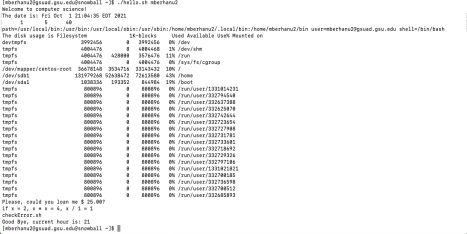 [mberhanu2@gsuad.gsu.edu@snowball ~]$ ./hello.sh mberhanu2
Welcome to computer science!
The date is: Fri Oct 1 21:04:35 EDT 2021
1 5 40
path=/usr/local/bin:/usr/bin:/usr/local/sbin:/usr/sbin:/home/mberhanu2/.local/bin:/home/mberhanu2/bin user=mberhanu2@gsuad.gsu.edu shell=/bin/bash
The disk usage is Filesystem 1K-blocks Used Available Use% Mounted on
devtmpfs 3992456 0 3992456 0% /dev
tmpfs 4004476 8 4004468 1% /dev/shm
tmpfs 4004476 428000 3576476 11% /run
tmpfs 4004476 0 4004476 0% /sys/fs/cgroup
/dev/mapper/centos-root 36678148 3534716 33143432 10% /
/dev/sdb1 131979268 52638472 72613580 43% /home
/dev/sda1 1038336 193352 844984 19% /boot
tmpfs 800896 0 800896 0% /run/user/1331014231
tmpfs 800896 0 800896 0% /run/user/332794540
tmpfs 800896 0 800896 0% /run/user/332637380
tmpfs 800896 0 800896 0% /run/user/332625070
tmpfs 800896 0 800896 0% /run/user/332742644
tmpfs 800896 0 800896 0% /run/user/332723654
tmpfs 800896 0 800896 0% /run/user/332727908
tmpfs 800896 0 800896 0% /run/user/332731781
tmpfs 800896 0 800896 0% /run/user/332733601
tmpfs 800896 0 800896 0% /run/user/332718692
tmpfs 800896 0 800896 0% /run/user/332729326
tmpfs 800896 0 800896 0% /run/user/332797186
tmpfs 800896 0 800896 0% /run/user/1331021821
tmpfs 800896 0 800896 0% /run/user/332708185
tmpfs 800896 0 800896 0% /run/user/332736598
tmpfs 800896 0 800896 0% /run/user/332700512
tmpfs 800896 0 800896 0% /run/user/332685893
Please, could you loan me $ 25.00?
if x = 2, x * x = 4, x / 1 = 1
checkError.sh
Good Bye, current hour is: 21
[mberhanu2@gsuad.gsu.edu@snowball ~]$